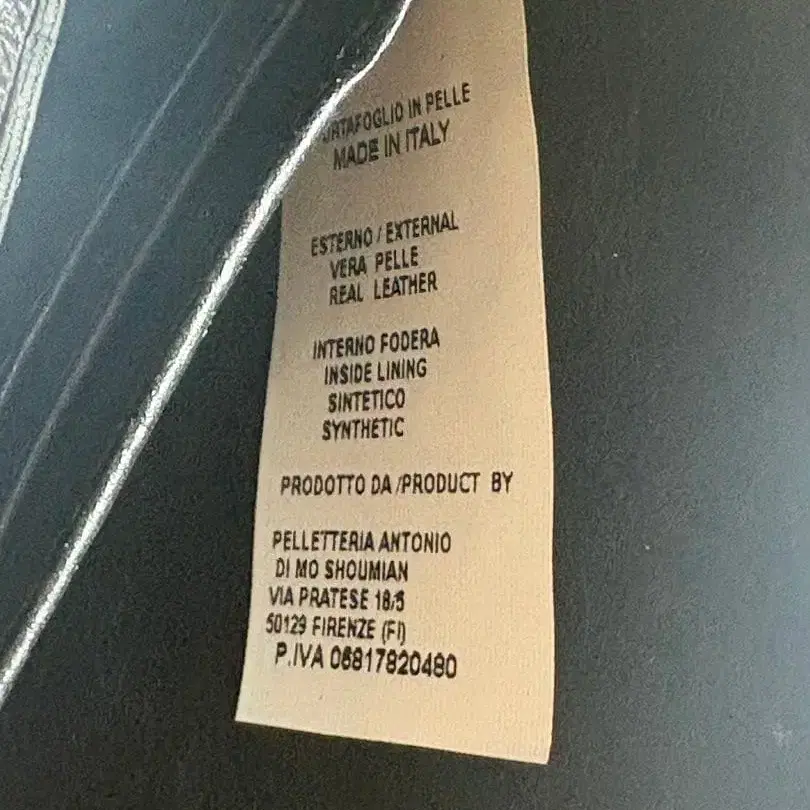 IN PELLE
MADE IN ITALY
ESTERNO / EXTERNAL
VERA PELLE
REAL LEATHER
INTERNO FODERA
INSIDE LINING
SINTETICO
SYNTHETIC
PRODOTTO DA /PRODUCT BY
PELLETTERIA ANTONIO
DI MO SHOUMIAN
VIA PRATESE 18/5
50129 FIRENZE (FI)
P.IVA 06817820480